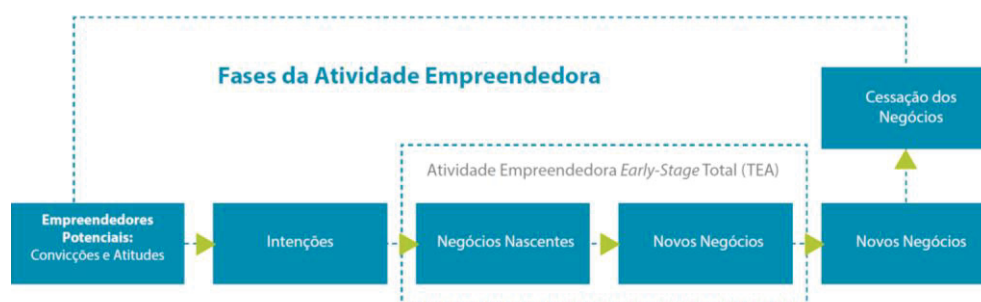 Fases da Atividade Empreendedora
Cessação dos
Negócios
Atividade Empreendedora Early-Stage Total (TEA)
Empreendedores
Potenciais:
Convicções e Atitudes
Intenções
Negócios Nascentes
Novos Negócios
Novos Negócios